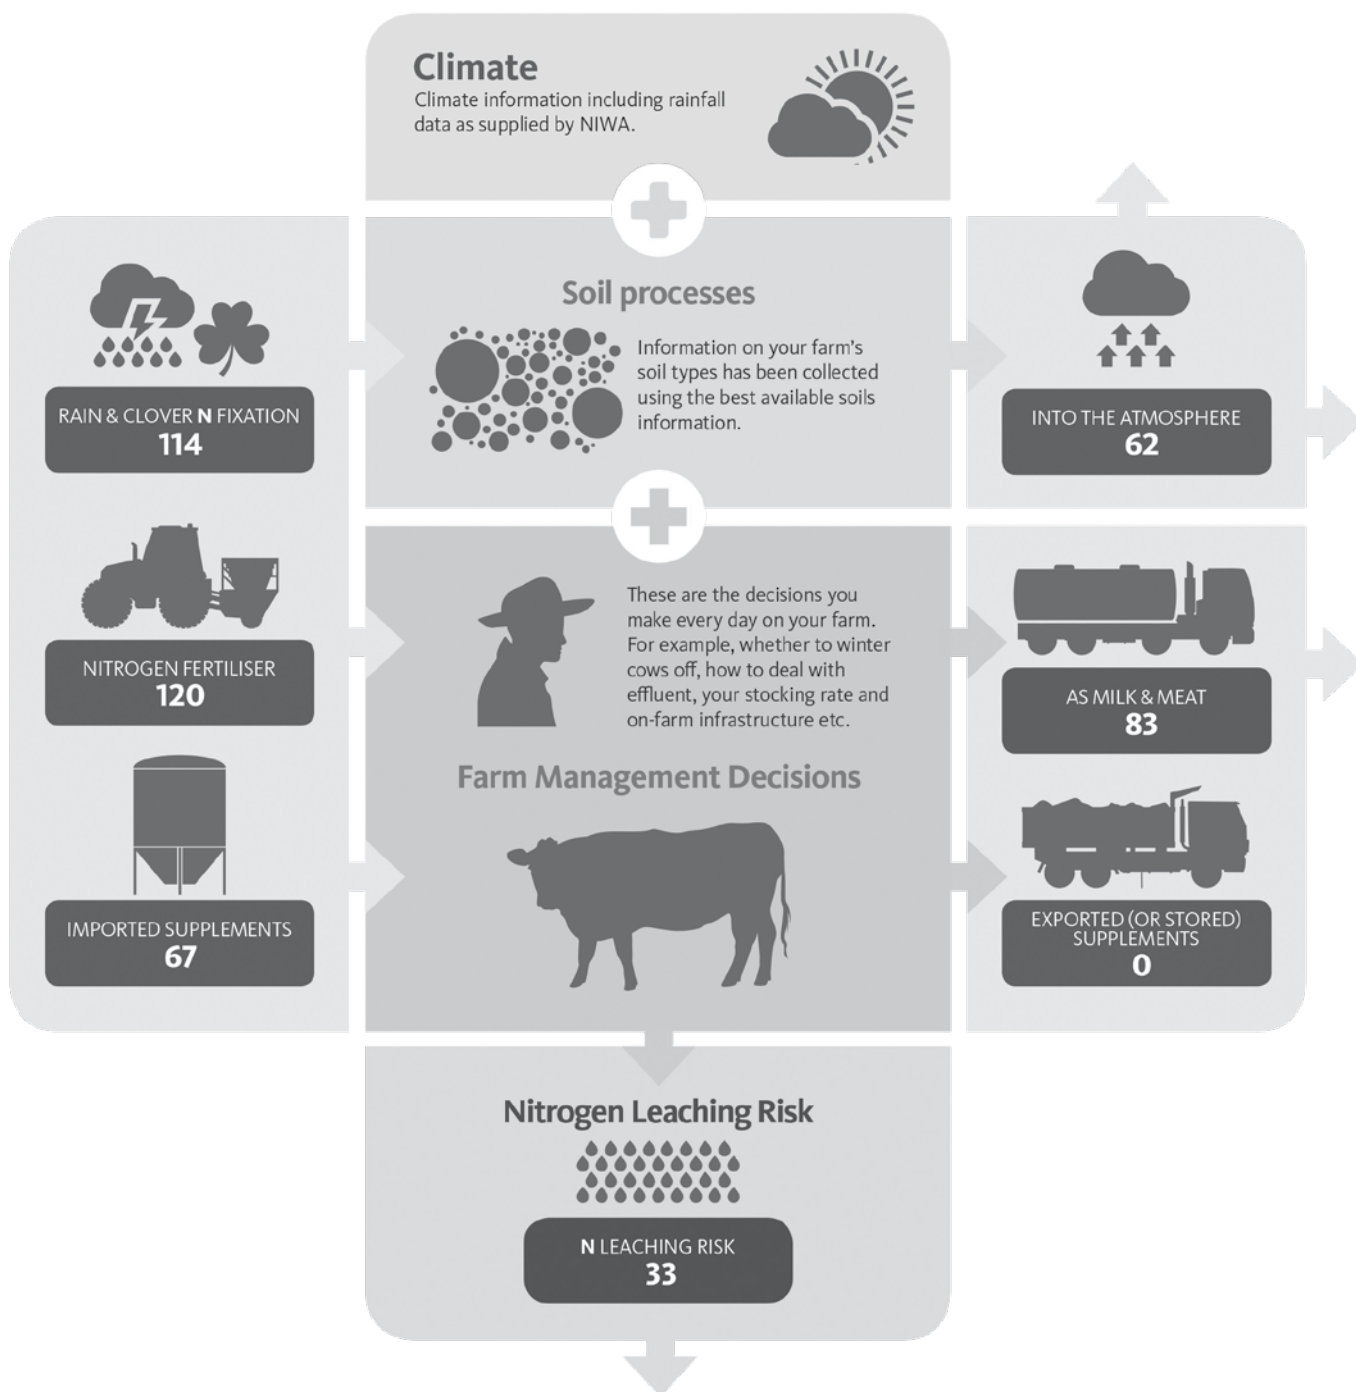 Climate
Climate information including rainfall
data as supplied by NIWA.
Soil processes
Information on your farm's
soil types has been collected
using the best available soils
information.
RAIN & CLOVER N FIXATION
114
INTO THE ATMOSPHERE
62
These are the decisions you
make every day on your farm.
For example, whether to winter
cows off, how to deal with
effluent, your stocking rate and
on-farm infrastructure etc.
NITROGEN FERTILISER
120
AS MILK & MEAT
83
Farm Management Decisions
IMPORTED SUPPLEMENTS
67
EXPORTED (OR STORED)
SUPPLEMENTS
0
Nitrogen Leaching Risk
N LEACHING RISK
33